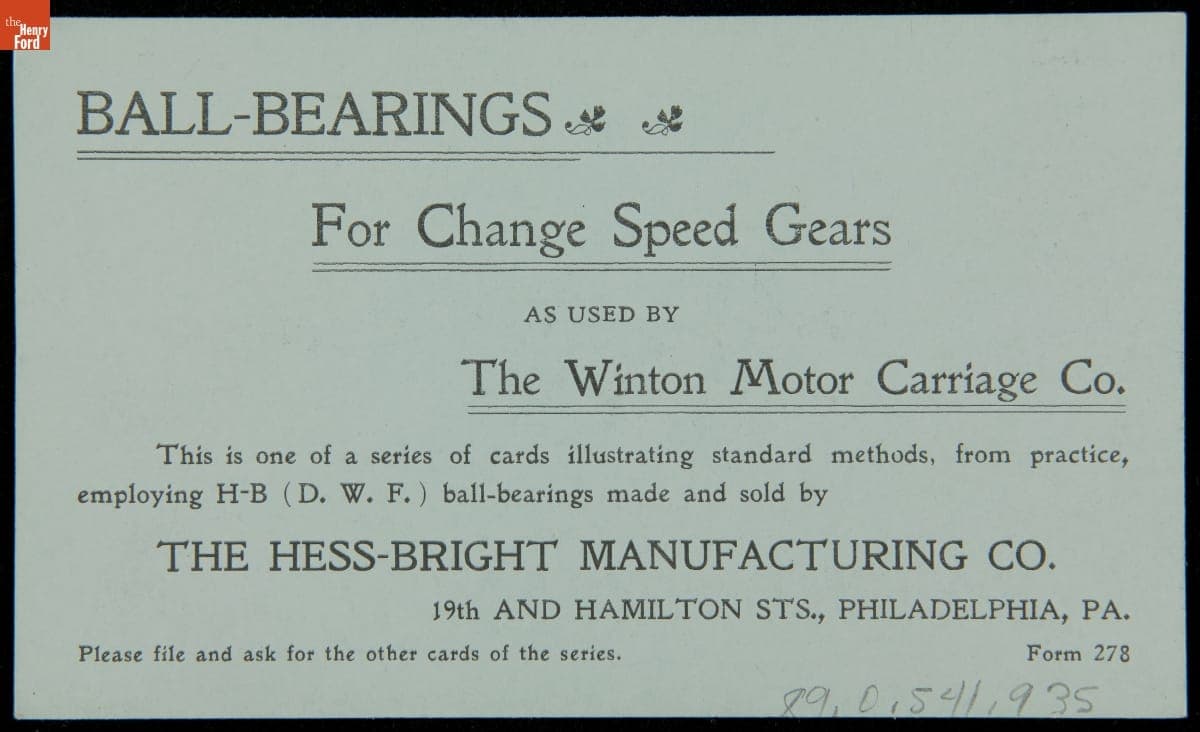 the
Henry
Ford
BALL-BEARINGS
For Change Speed Gears
AS USED BY
The Winton Motor Carriage Co.
This is one of a series of cards illustrating standard methods, from practice,
employing H-B (D. W. F.) ball-bearings made and sold by
THE HESS-BRIGHT MANUFACTURING CO.
19th AND HAMILTON STS., PHILADELPHIA, PA.
Please file and ask for the other cards of the series. Form 278
89.0.541.935